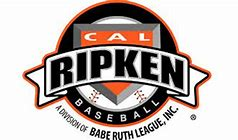 CAL
RIPKEN
BASEBALL
A DIVISION OF BABE RUTH LEAGUE, INC.